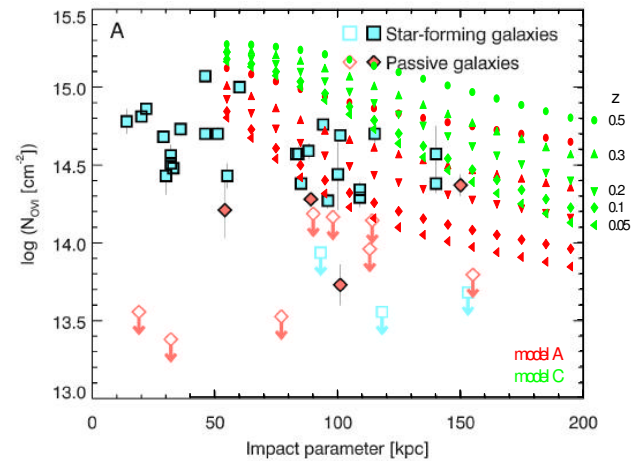 A
Star-forming galaxies
Passive galaxies
log (N_OVI [cm⁻²])
15.5
15.0
14.5
14.0
13.5
13.0
z
0.5
0.3
0.2
0.1
0.05
model A
model C
0
50
100
150
200
Impact parameter [kpc]